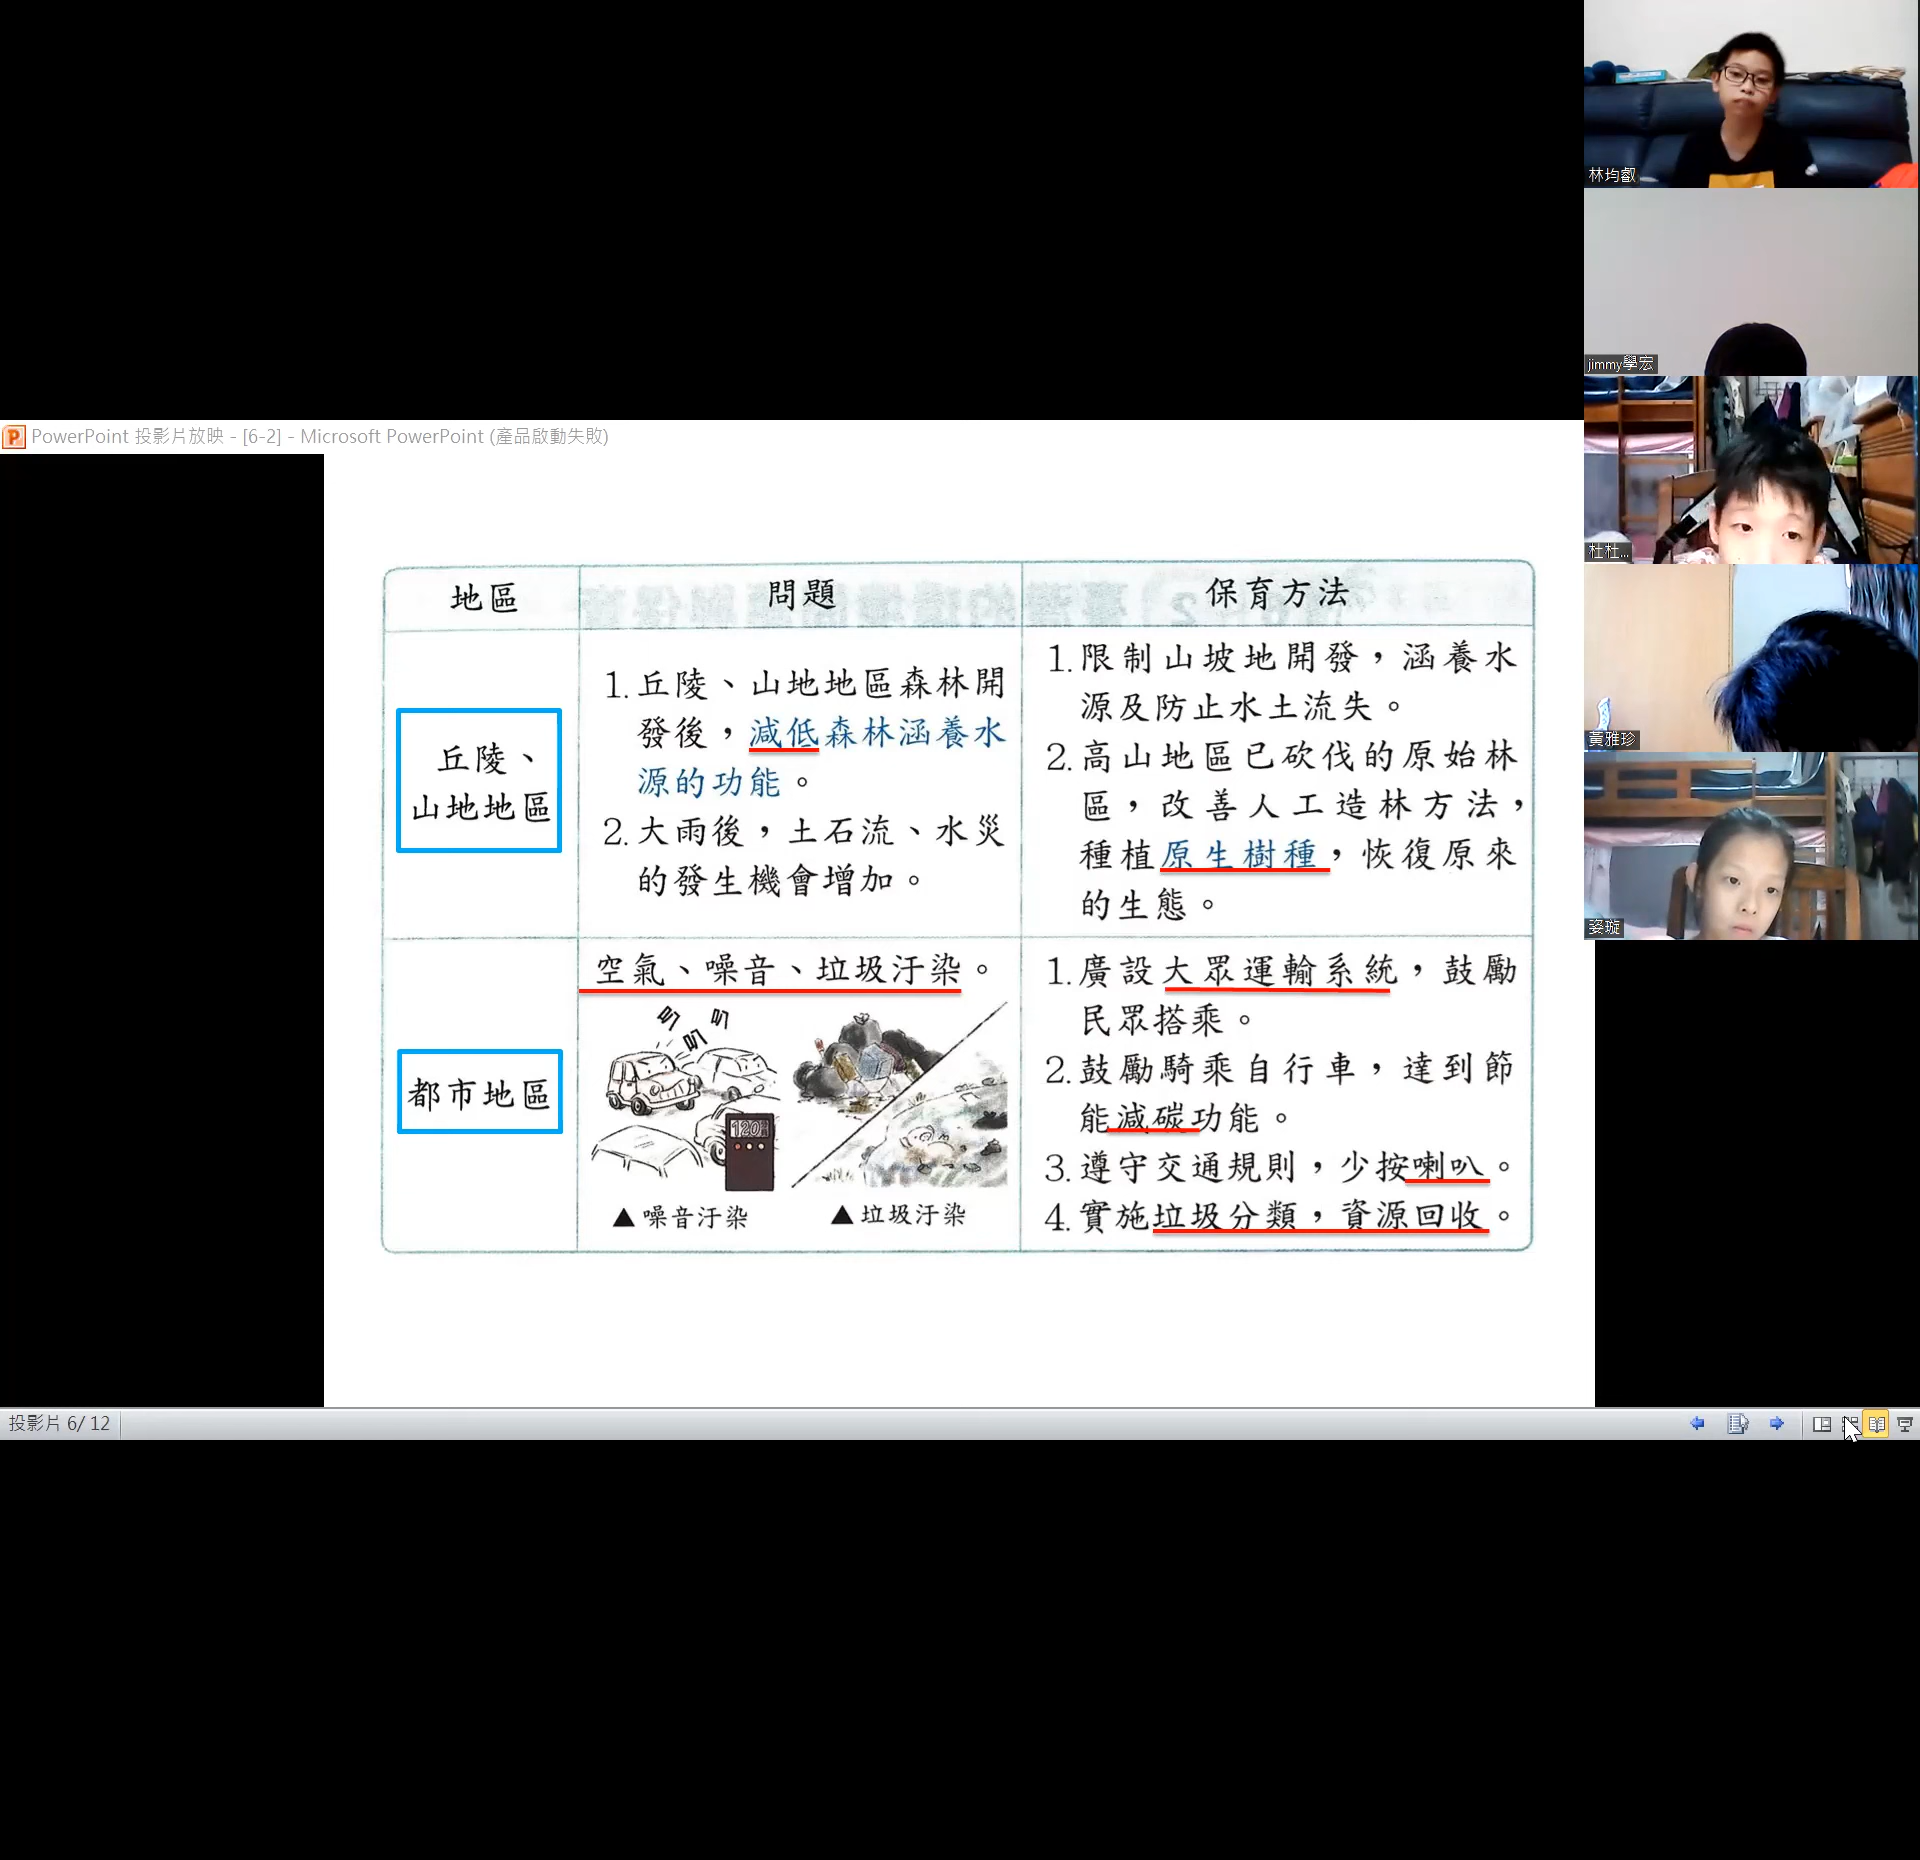 林均叡
jimmy學宏
杜杜...
黃雅珍
姿璇
PowerPoint 投影片放映 - [6-2] - Microsoft PowerPoint (產品啟動失敗)
地區
問題
保育方法
丘陵、
山地地區
1. 丘陵、山地地區森林開
發後，減低森林涵養水
源的功能。
2. 大雨後，土石流、水災
的發生機會增加。
1. 限制山坡地開發，涵養水
源及防止水土流失。
2. 高山地區已砍伐的原始林
區，改善人工造林方法，
種植原生樹種，恢復原來
的生態。
都市地區
空氣、噪音、垃圾汙染。
叭 叭
叭
120
▲噪音汙染
▲垃圾汙染
1. 廣設大眾運輸系統，鼓勵
民眾搭乘。
2. 鼓勵騎乘自行車，達到節
能減碳功能。
3. 遵守交通規則，少按喇叭。
4. 實施垃圾分類，資源回收。
投影片 6/ 12